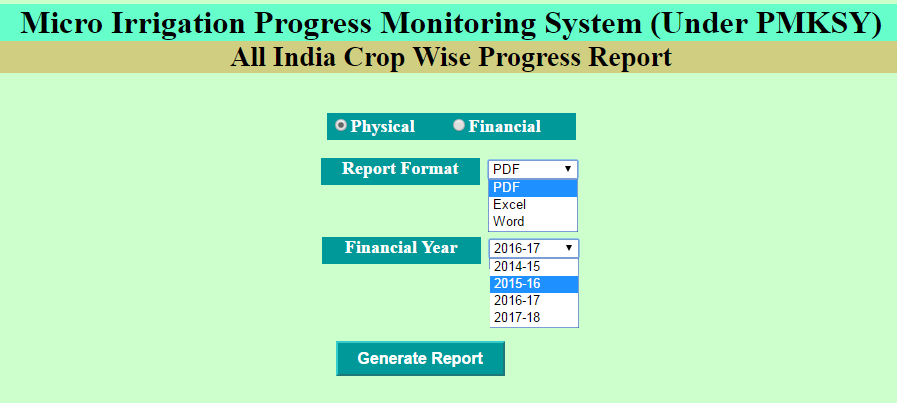 Micro Irrigation Progress Monitoring System (Under PMKSY)
All India Crop Wise Progress Report
Physical Financial
Report Format PDF
PDF
Excel
Word
Financial Year 2016-17
2014-15
2015-16
2016-17
2017-18
Generate Report